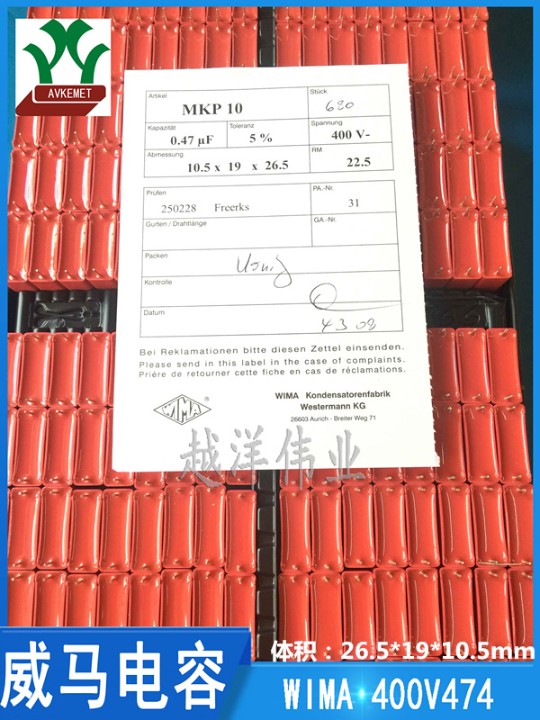 AVKEMET
Artikel
MKP 10
Stück
620
Kapazität
0.47 µF
Toleranz
5 %
Spannung
400 V-
Abmessung
10.5 x 19 x 26.5
RM
22.5
Prüfen
250228 Freerks
PA.-Nr.
31
Gurten / Drahtlänge
GA.-Nr.
Packen
Kontrolle
Datum
4 3 08
Bei Reklamationen bitte diesen Zettel einsenden.
Please send in this label in the case of complaints.
Prière de retourner cette fiche en cas de réclamations.
WIMA
WIMA Kondensatorenfabrik
Westermann KG
26603 Aurich - Breiter Weg 71
越洋伟业
威马电容
体积：26.5*19*10.5mm
WIMA 400V474